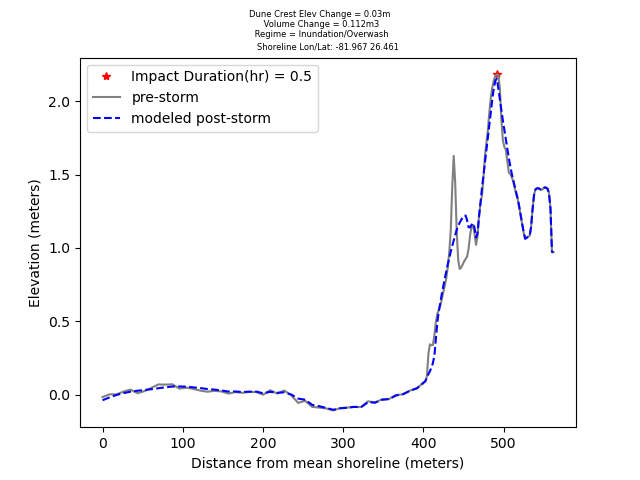 Dune Crest Elev Change = 0.03m
Volume Change = 0.112m3
Regime = Inundation/Overwash
Shoreline Lon/Lat: -81.967 26.461
Impact Duration(hr) = 0.5
pre-storm
modeled post-storm
Elevation (meters)
2.0
1.5
1.0
0.5
0.0
0 100 200 300 400 500
Distance from mean shoreline (meters)